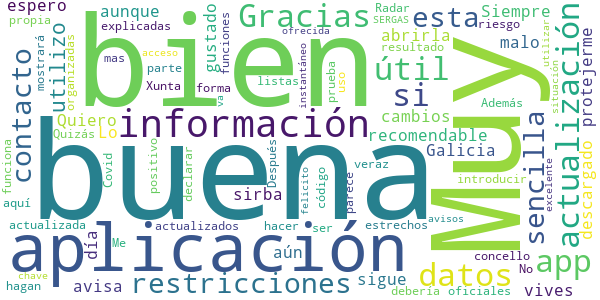 espero
propia
aunque
explicadas
Gracias
Radar
SERGAS
Siempre
esta
riesgo
mostrará
organizadas
utilizo
bien
gustado
funciones
acceso
ofrecida
abrirla
resultado
malo
utilizar
mas
parte
Xunta
va
forma
listas
instantáneo
prueba
uso
útil
Además
situación
protejerme
contacto
Quiero
Quizás
Lo
información
si
cambios
recomendable
Muy
sencilla
actualización
descargado
funciona
aquí
Covid
positivo
declarar
buena
sirba
Después
felicito
código
parece
veraz
Galicia
introducir
excelente
actualizada
día
Me
actualizados
hacer
ser
estrechos
avisos
concello
No
aplicación
aún
sigue
datos
app
hagan
chave
avisa
restricciones
debería
oficiales
vives